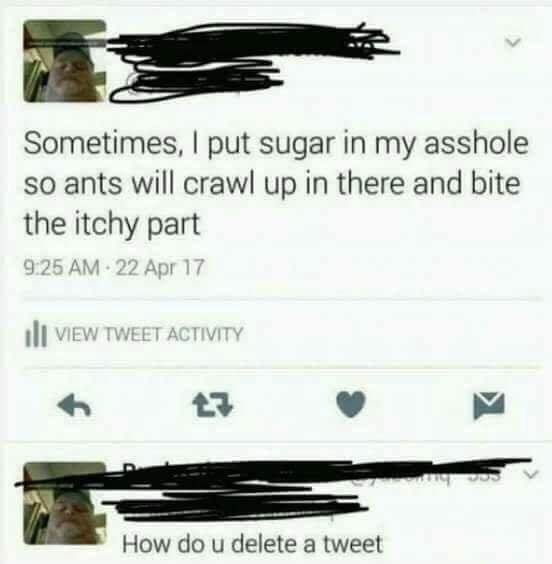 Sometimes, I put sugar in my asshole
so ants will crawl up in there and bite
the itchy part
9:25 AM · 22 Apr 17
VIEW TWEET ACTIVITY
How do u delete a tweet